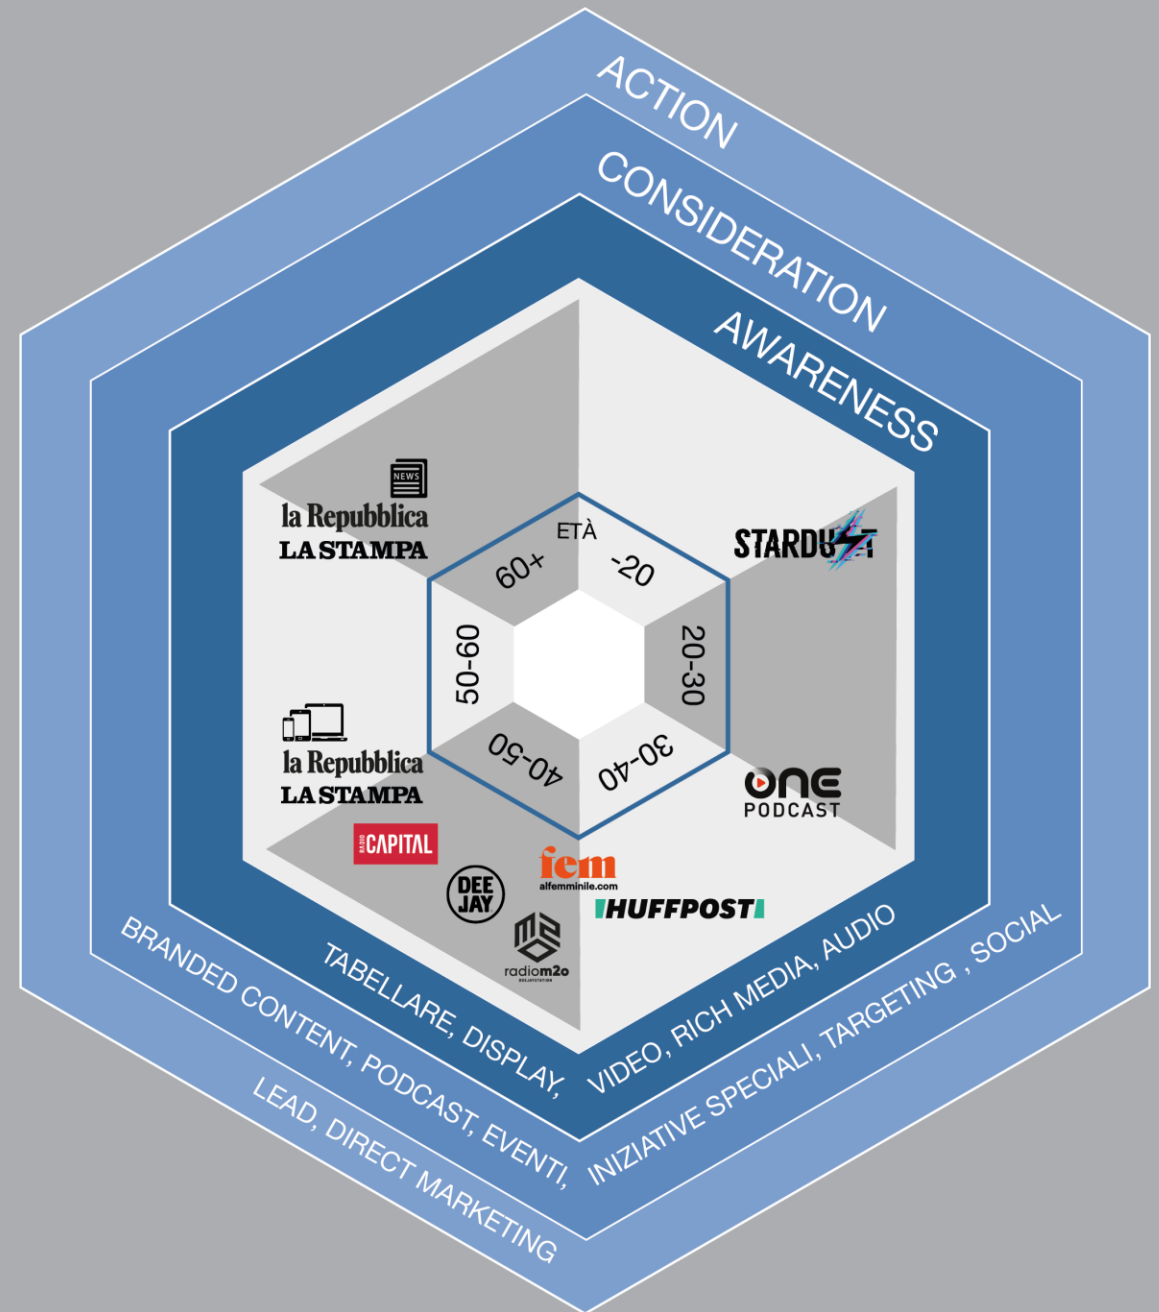 ACTION
CONSIDERATION
AWARENESS
NEWS
la Repubblica
LA STAMPA
STARDUST
ETÀ
60+
-20
50-60
20-30
40-50
30-40
la Repubblica
LA STAMPA
ONE
PODCAST
RADIO CAPITAL
fem
alfemminile.com
DEE
JAY
HUFFPOST
m2o
radiom2o
TABELLARE, DISPLAY,
VIDEO, RICH MEDIA, AUDIO
BRANDED CONTENT, PODCAST, EVENTI,
INIZIATIVE SPECIALI, TARGETING , SOCIAL
LEAD, DIRECT MARKETING